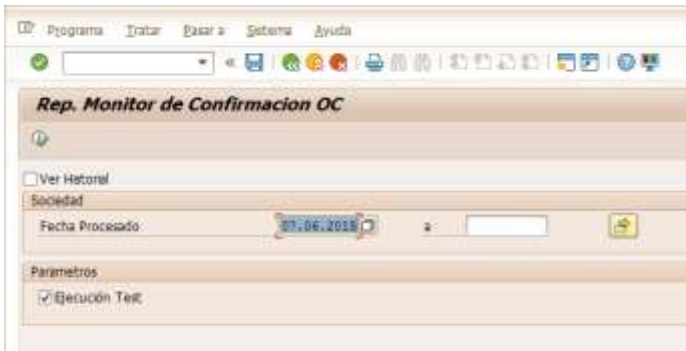 Programa Tratar Pasar a Sistema Ayuda
Rep. Monitor de Confirmacion OC
Ver Historial
Sociedad
Fecha Procesado 07.06.2018 a
Parametros
Ejecución Test